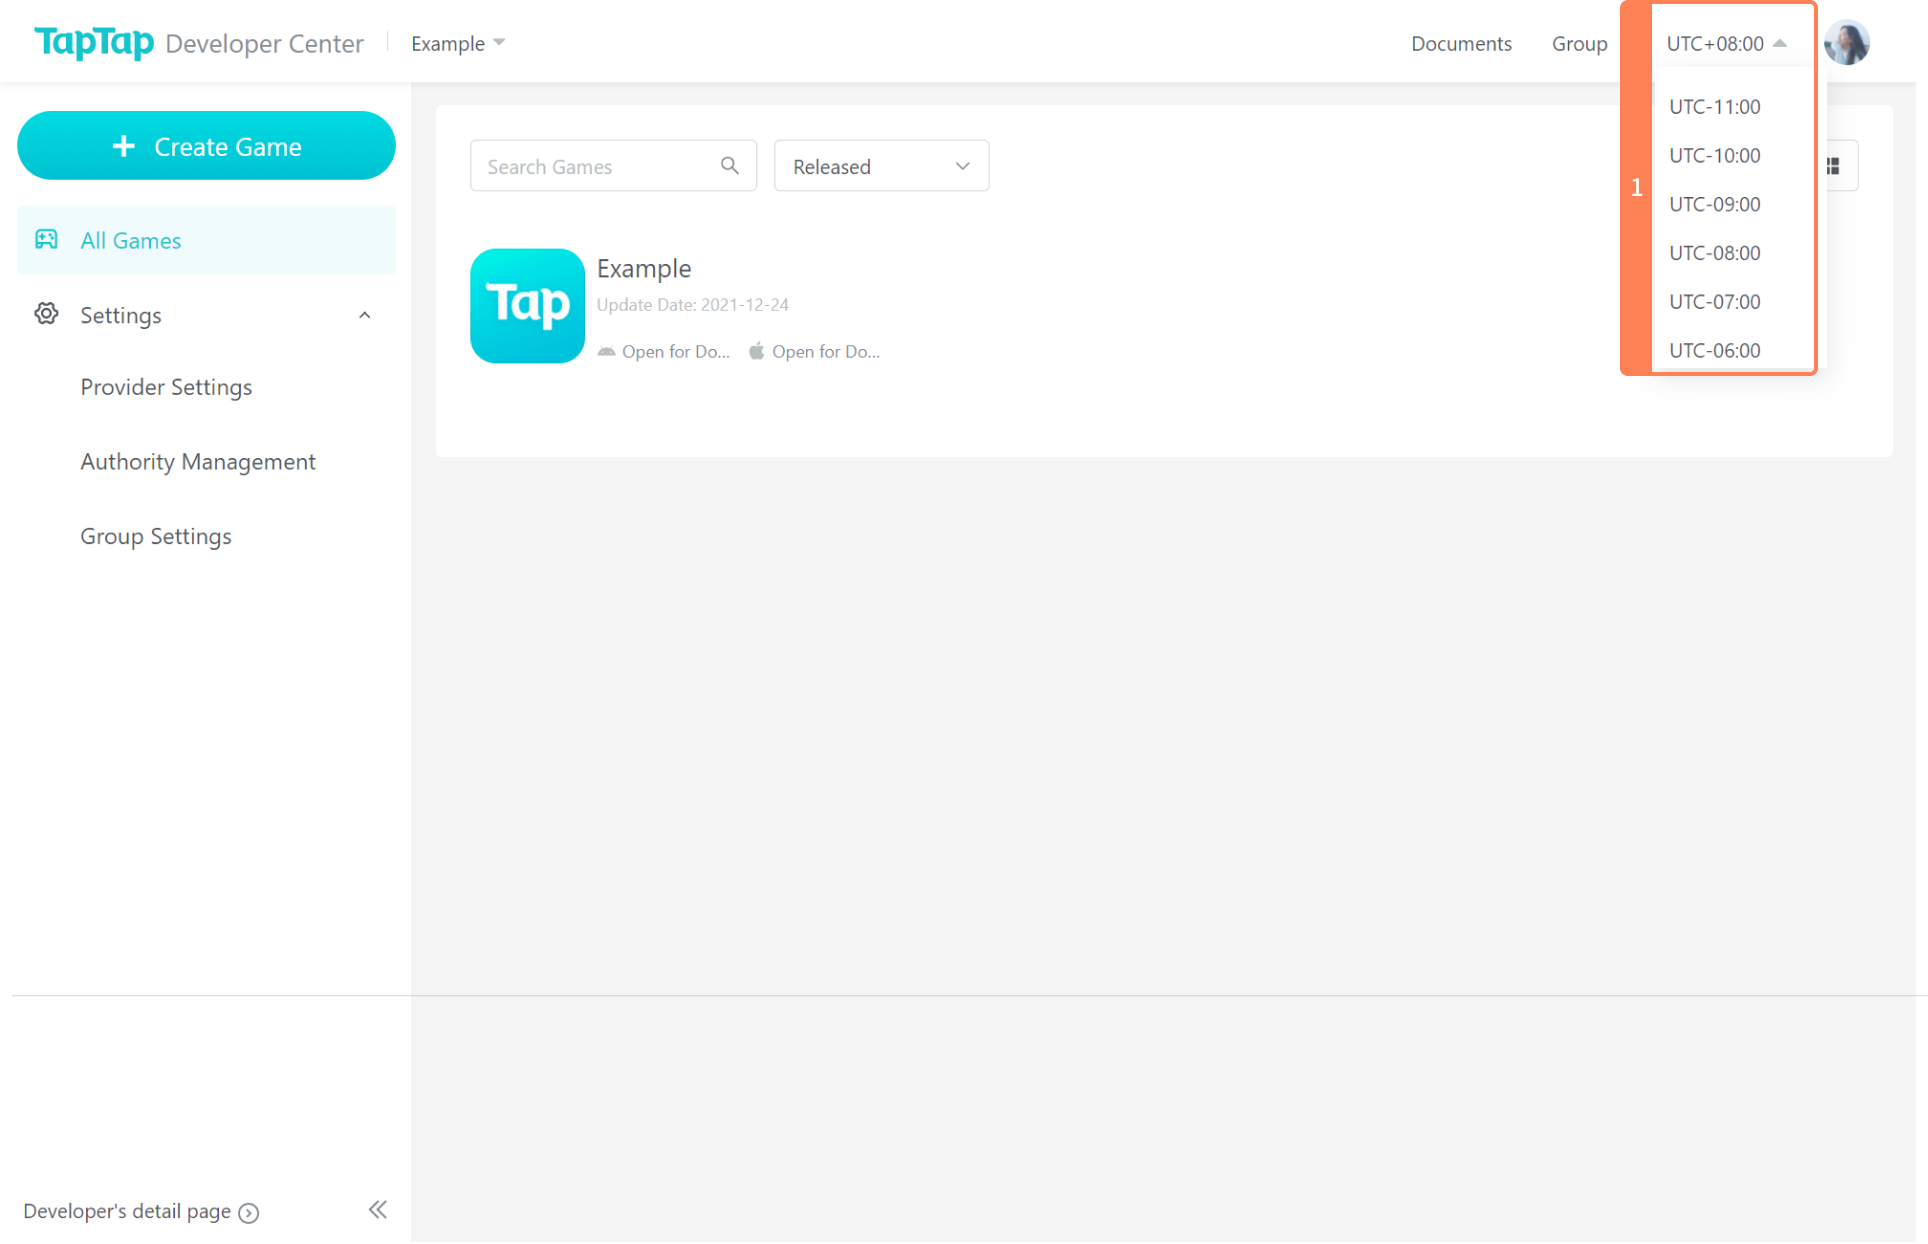 TapTap Developer Center
Example
Documents
Group
UTC+08:00
1
UTC-11:00
UTC-10:00
UTC-09:00
UTC-08:00
UTC-07:00
UTC-06:00
Create Game
All Games
Settings
Provider Settings
Authority Management
Group Settings
Search Games
Released
Tap
Example
Update Date: 2021-12-24
Open for Do...
Open for Do...
Developer's detail page